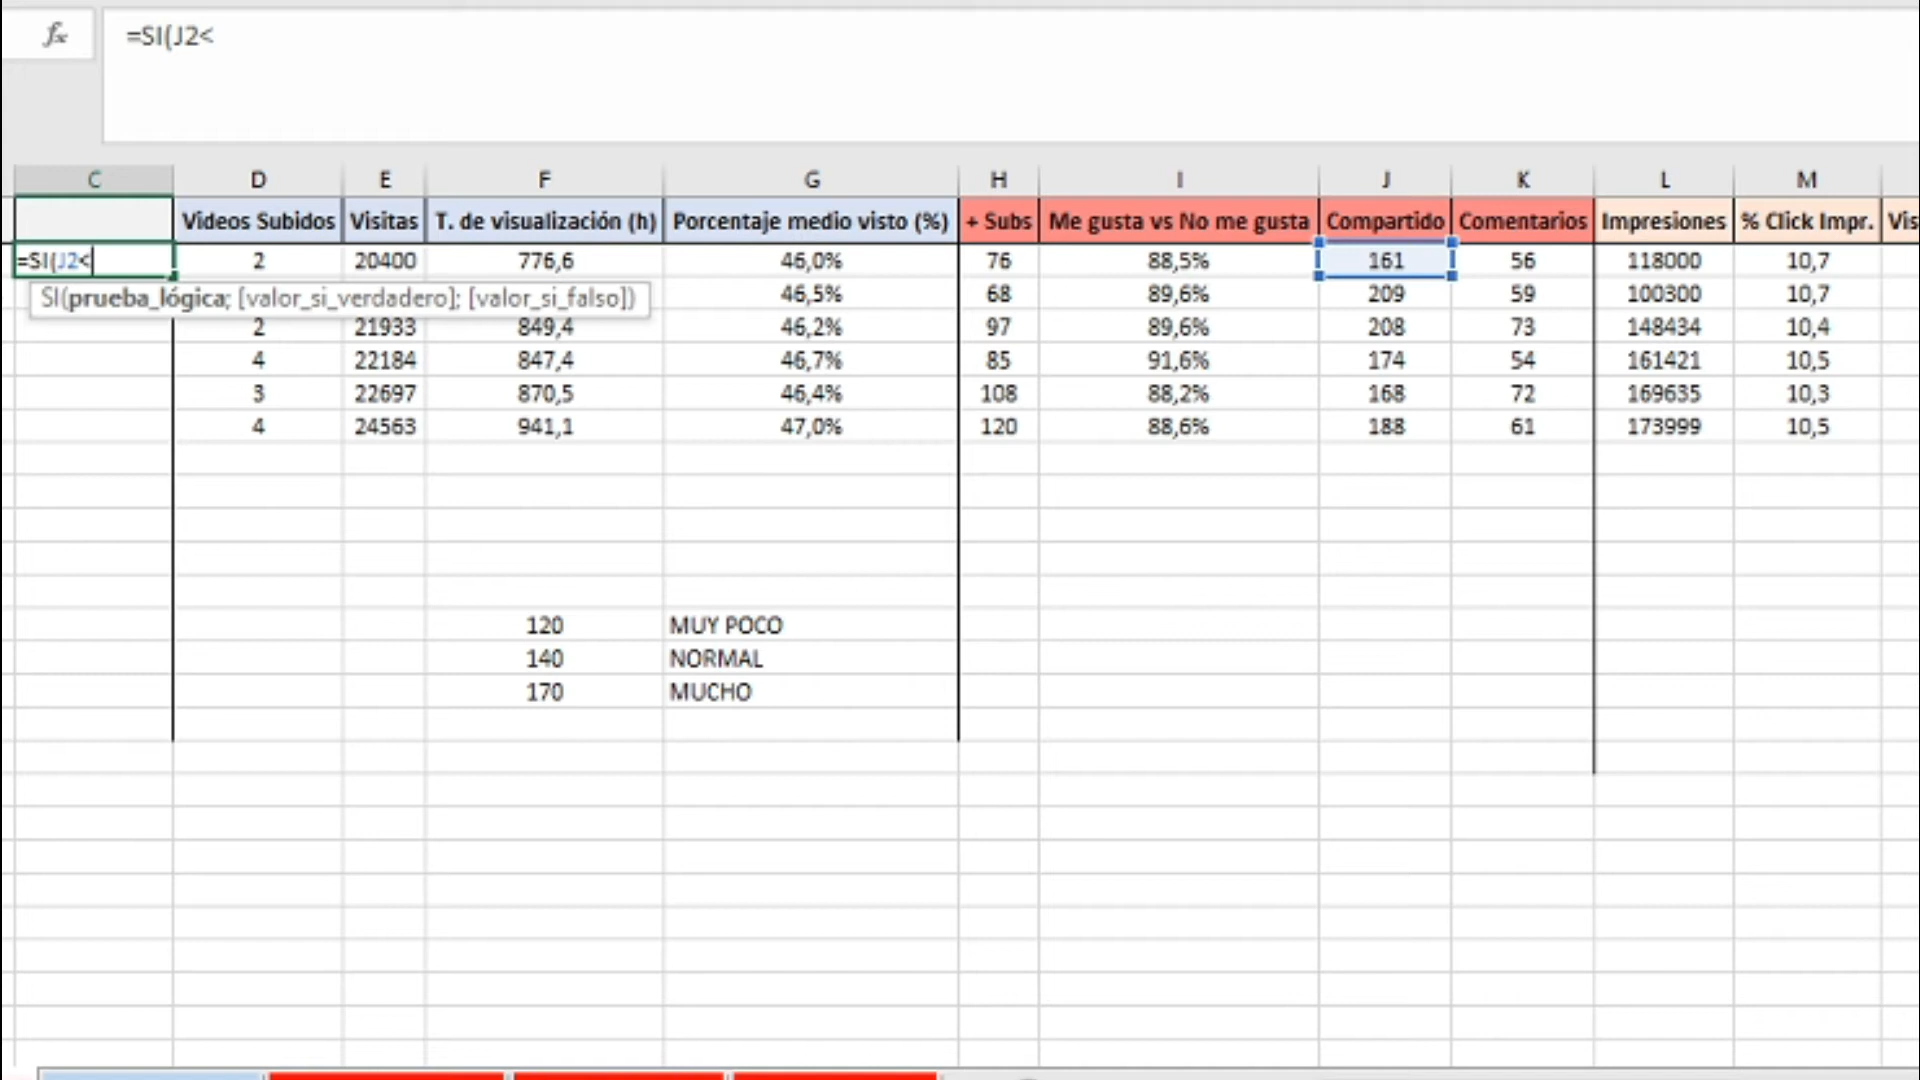 fx =SI(J2<
C D E F G H I J K L M
Videos Subidos Visitas T. de visualización (h) Porcentaje medio visto (%) + Subs Me gusta vs No me gusta Compartido Comentarios Impresiones % Click Impr. Vis
=SI(J2< 2 20400 776,6 46,0% 76 88,5% 161 56 118000 10,7
SI(prueba_lógica; [valor_si_verdadero]; [valor_si_falso]) 46,5% 68 89,6% 209 59 100300 10,7
2 21933 849,4 46,2% 97 89,6% 208 73 148434 10,4
4 22184 847,4 46,7% 85 91,6% 174 54 161421 10,5
3 22697 870,5 46,4% 108 88,2% 168 72 169635 10,3
4 24563 941,1 47,0% 120 88,6% 188 61 173999 10,5
120 MUY POCO
140 NORMAL
170 MUCHO